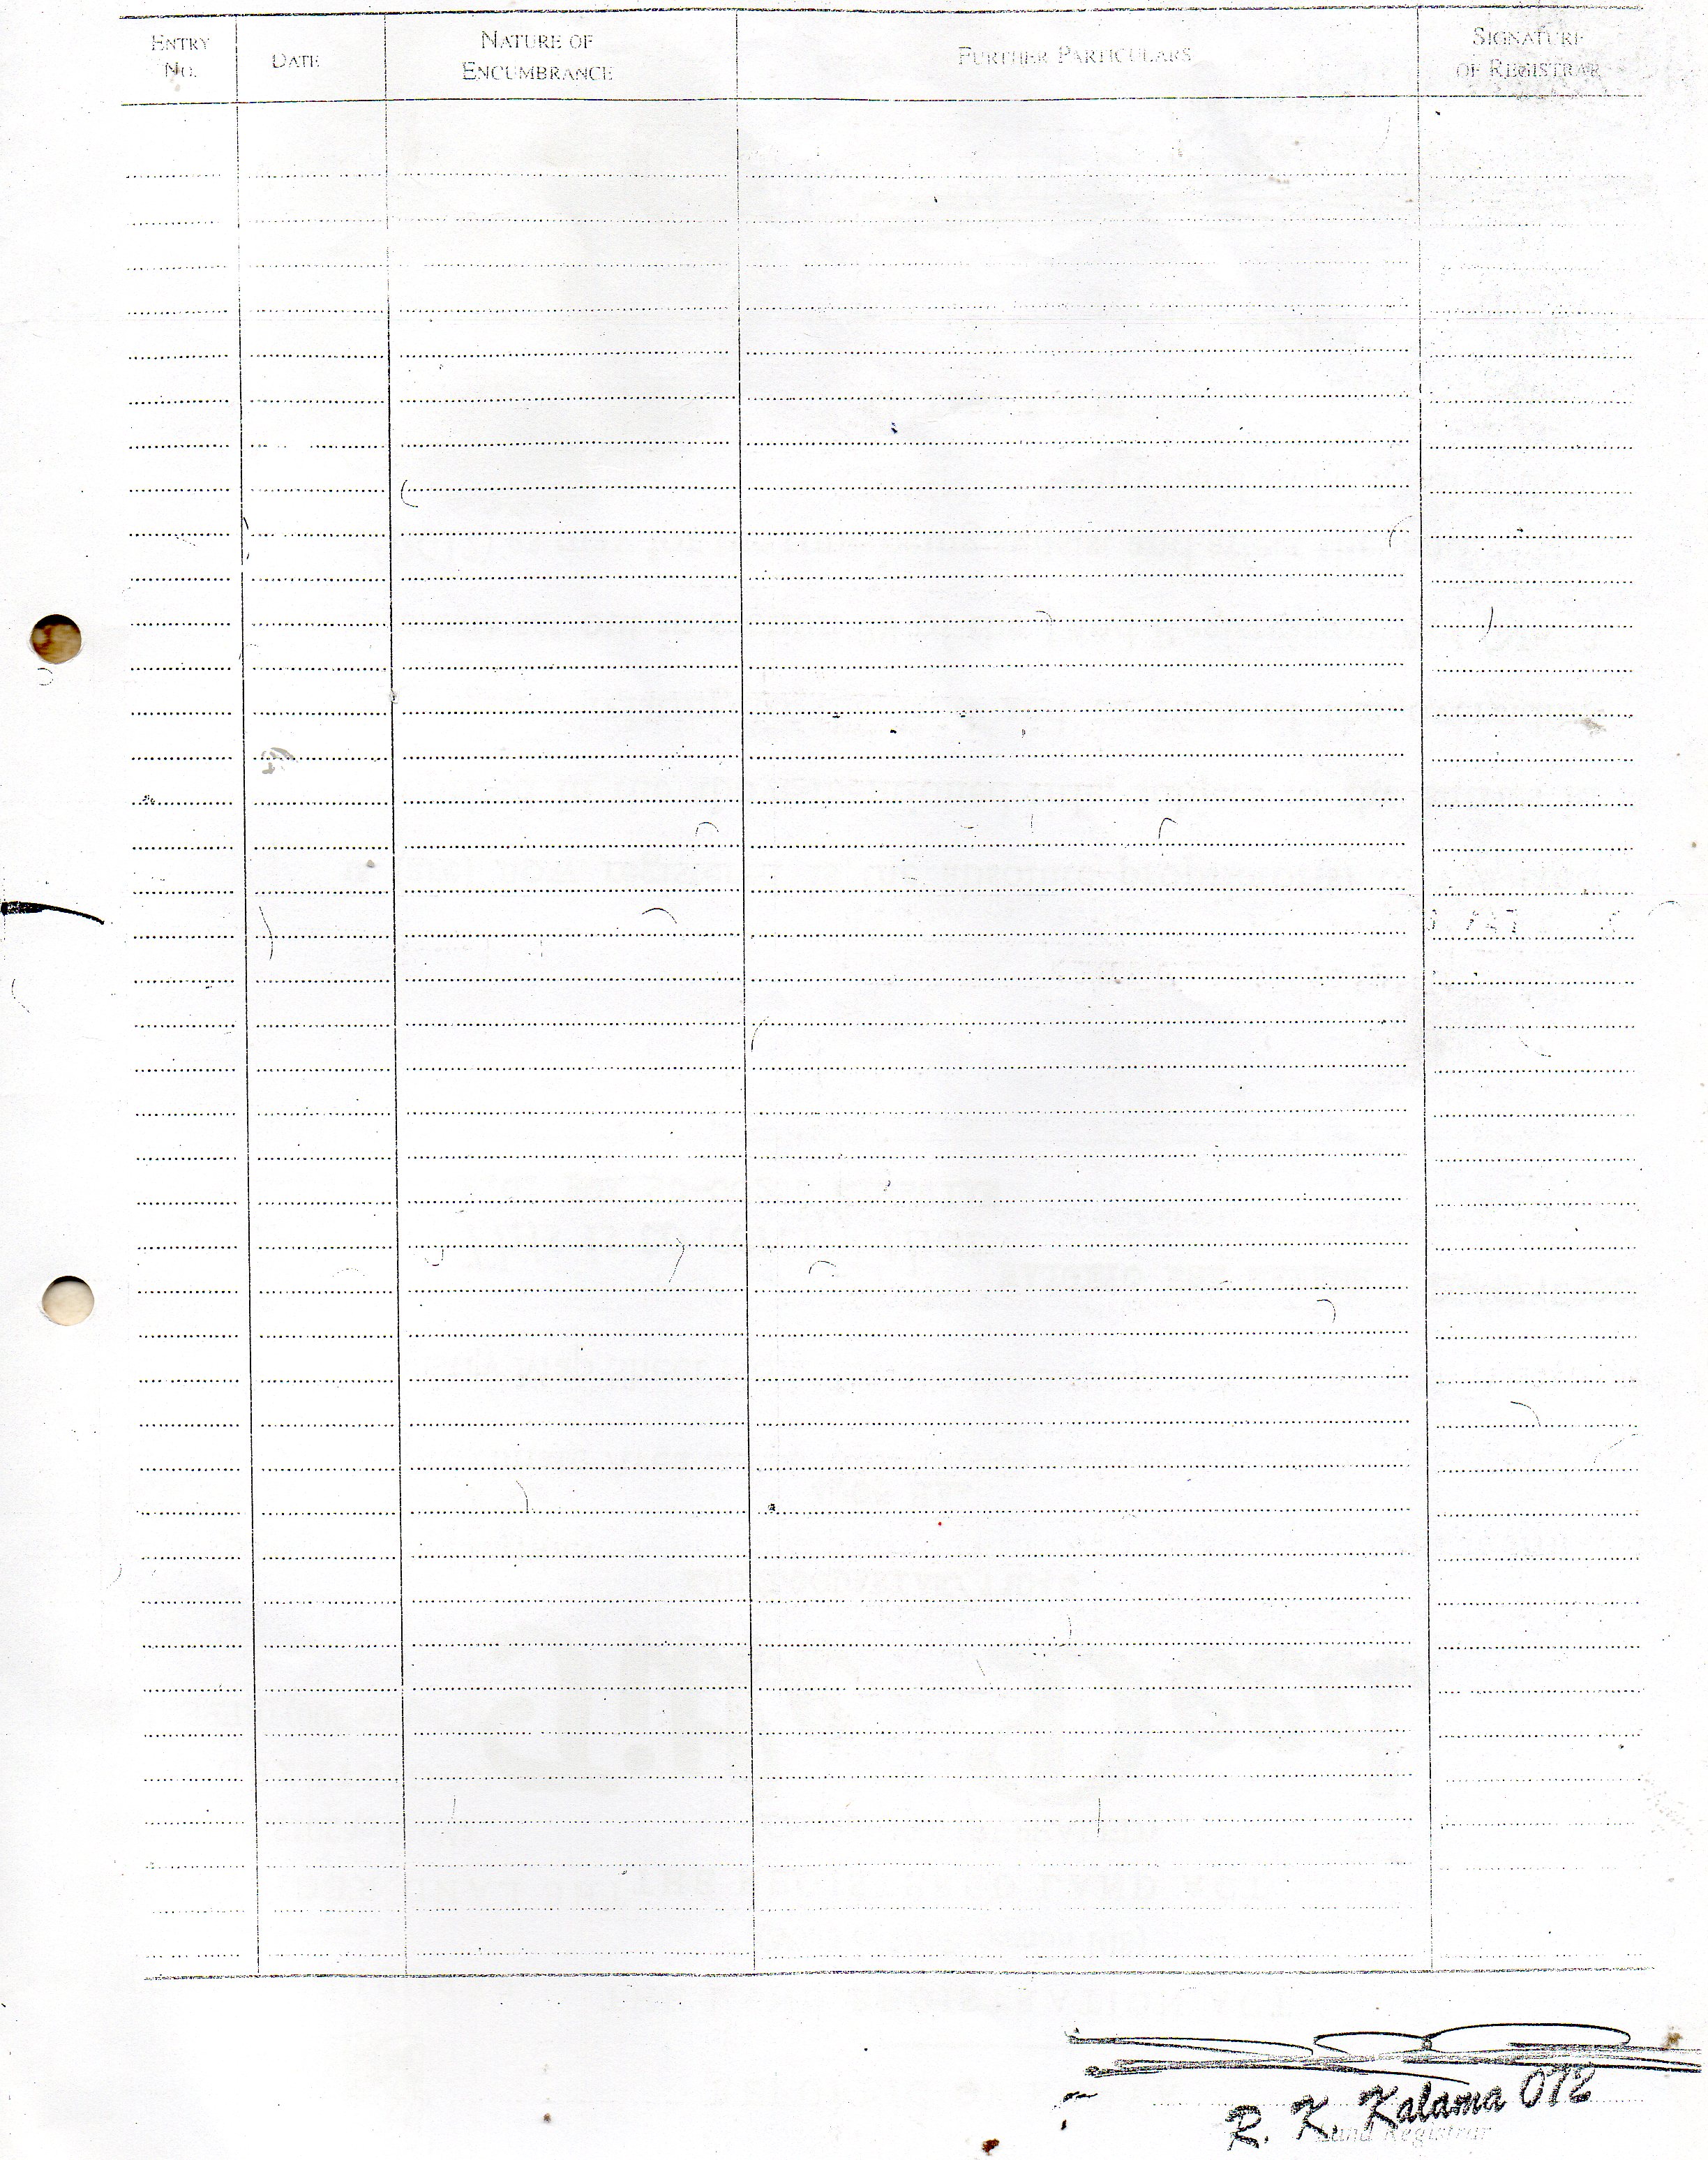 ENTRY NO.
DATE
NATURE OF ENCUMBRANCE
FURTHER PARTICULARS
SIGNATURE OF REGISTRAR
R. K. Kalama 072
Land Registrar